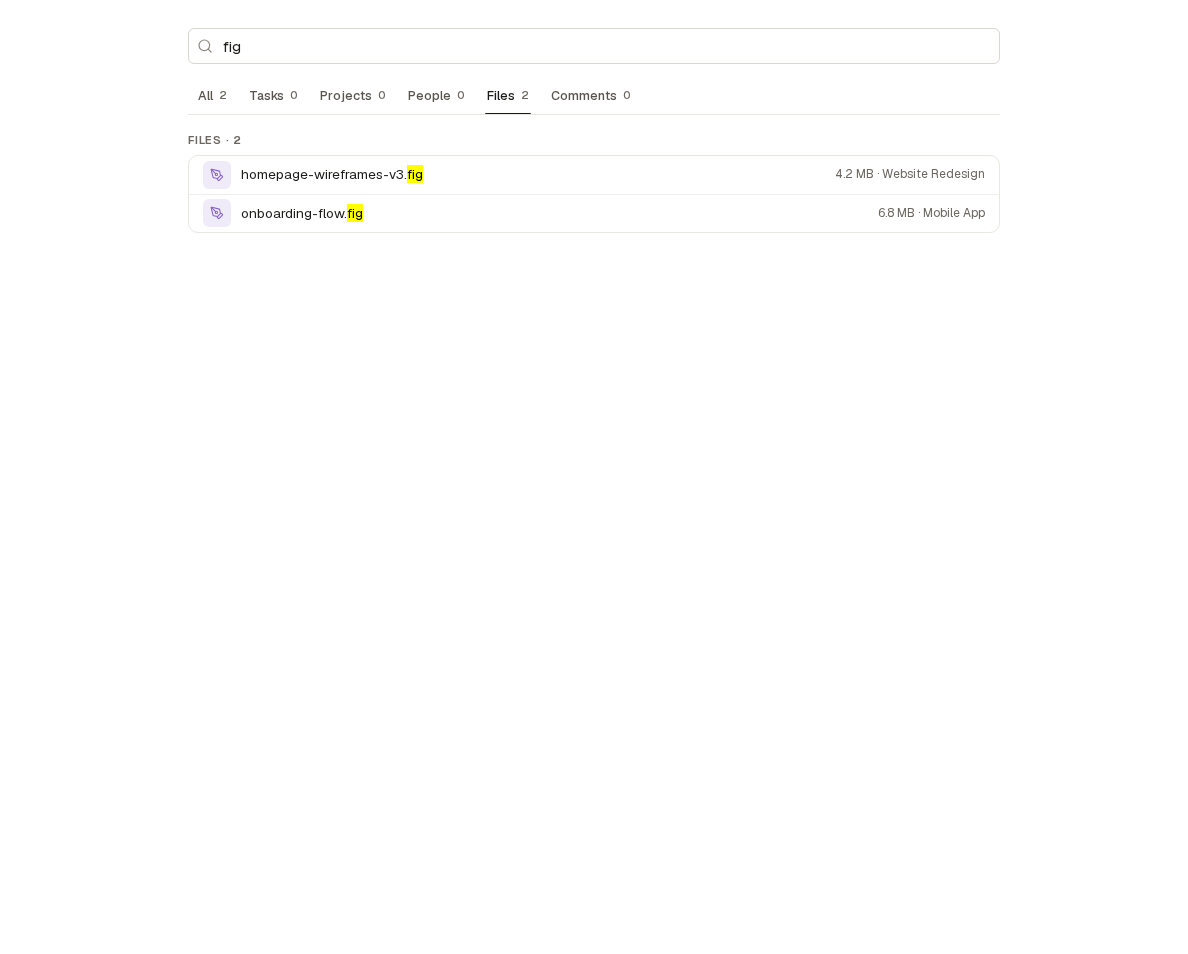 fig
All 2 Tasks 0 Projects 0 People 0 Files 2 Comments 0
FILES · 2
homepage-wireframes-v3.fig 4.2 MB · Website Redesign
onboarding-flow.fig 6.8 MB · Mobile App